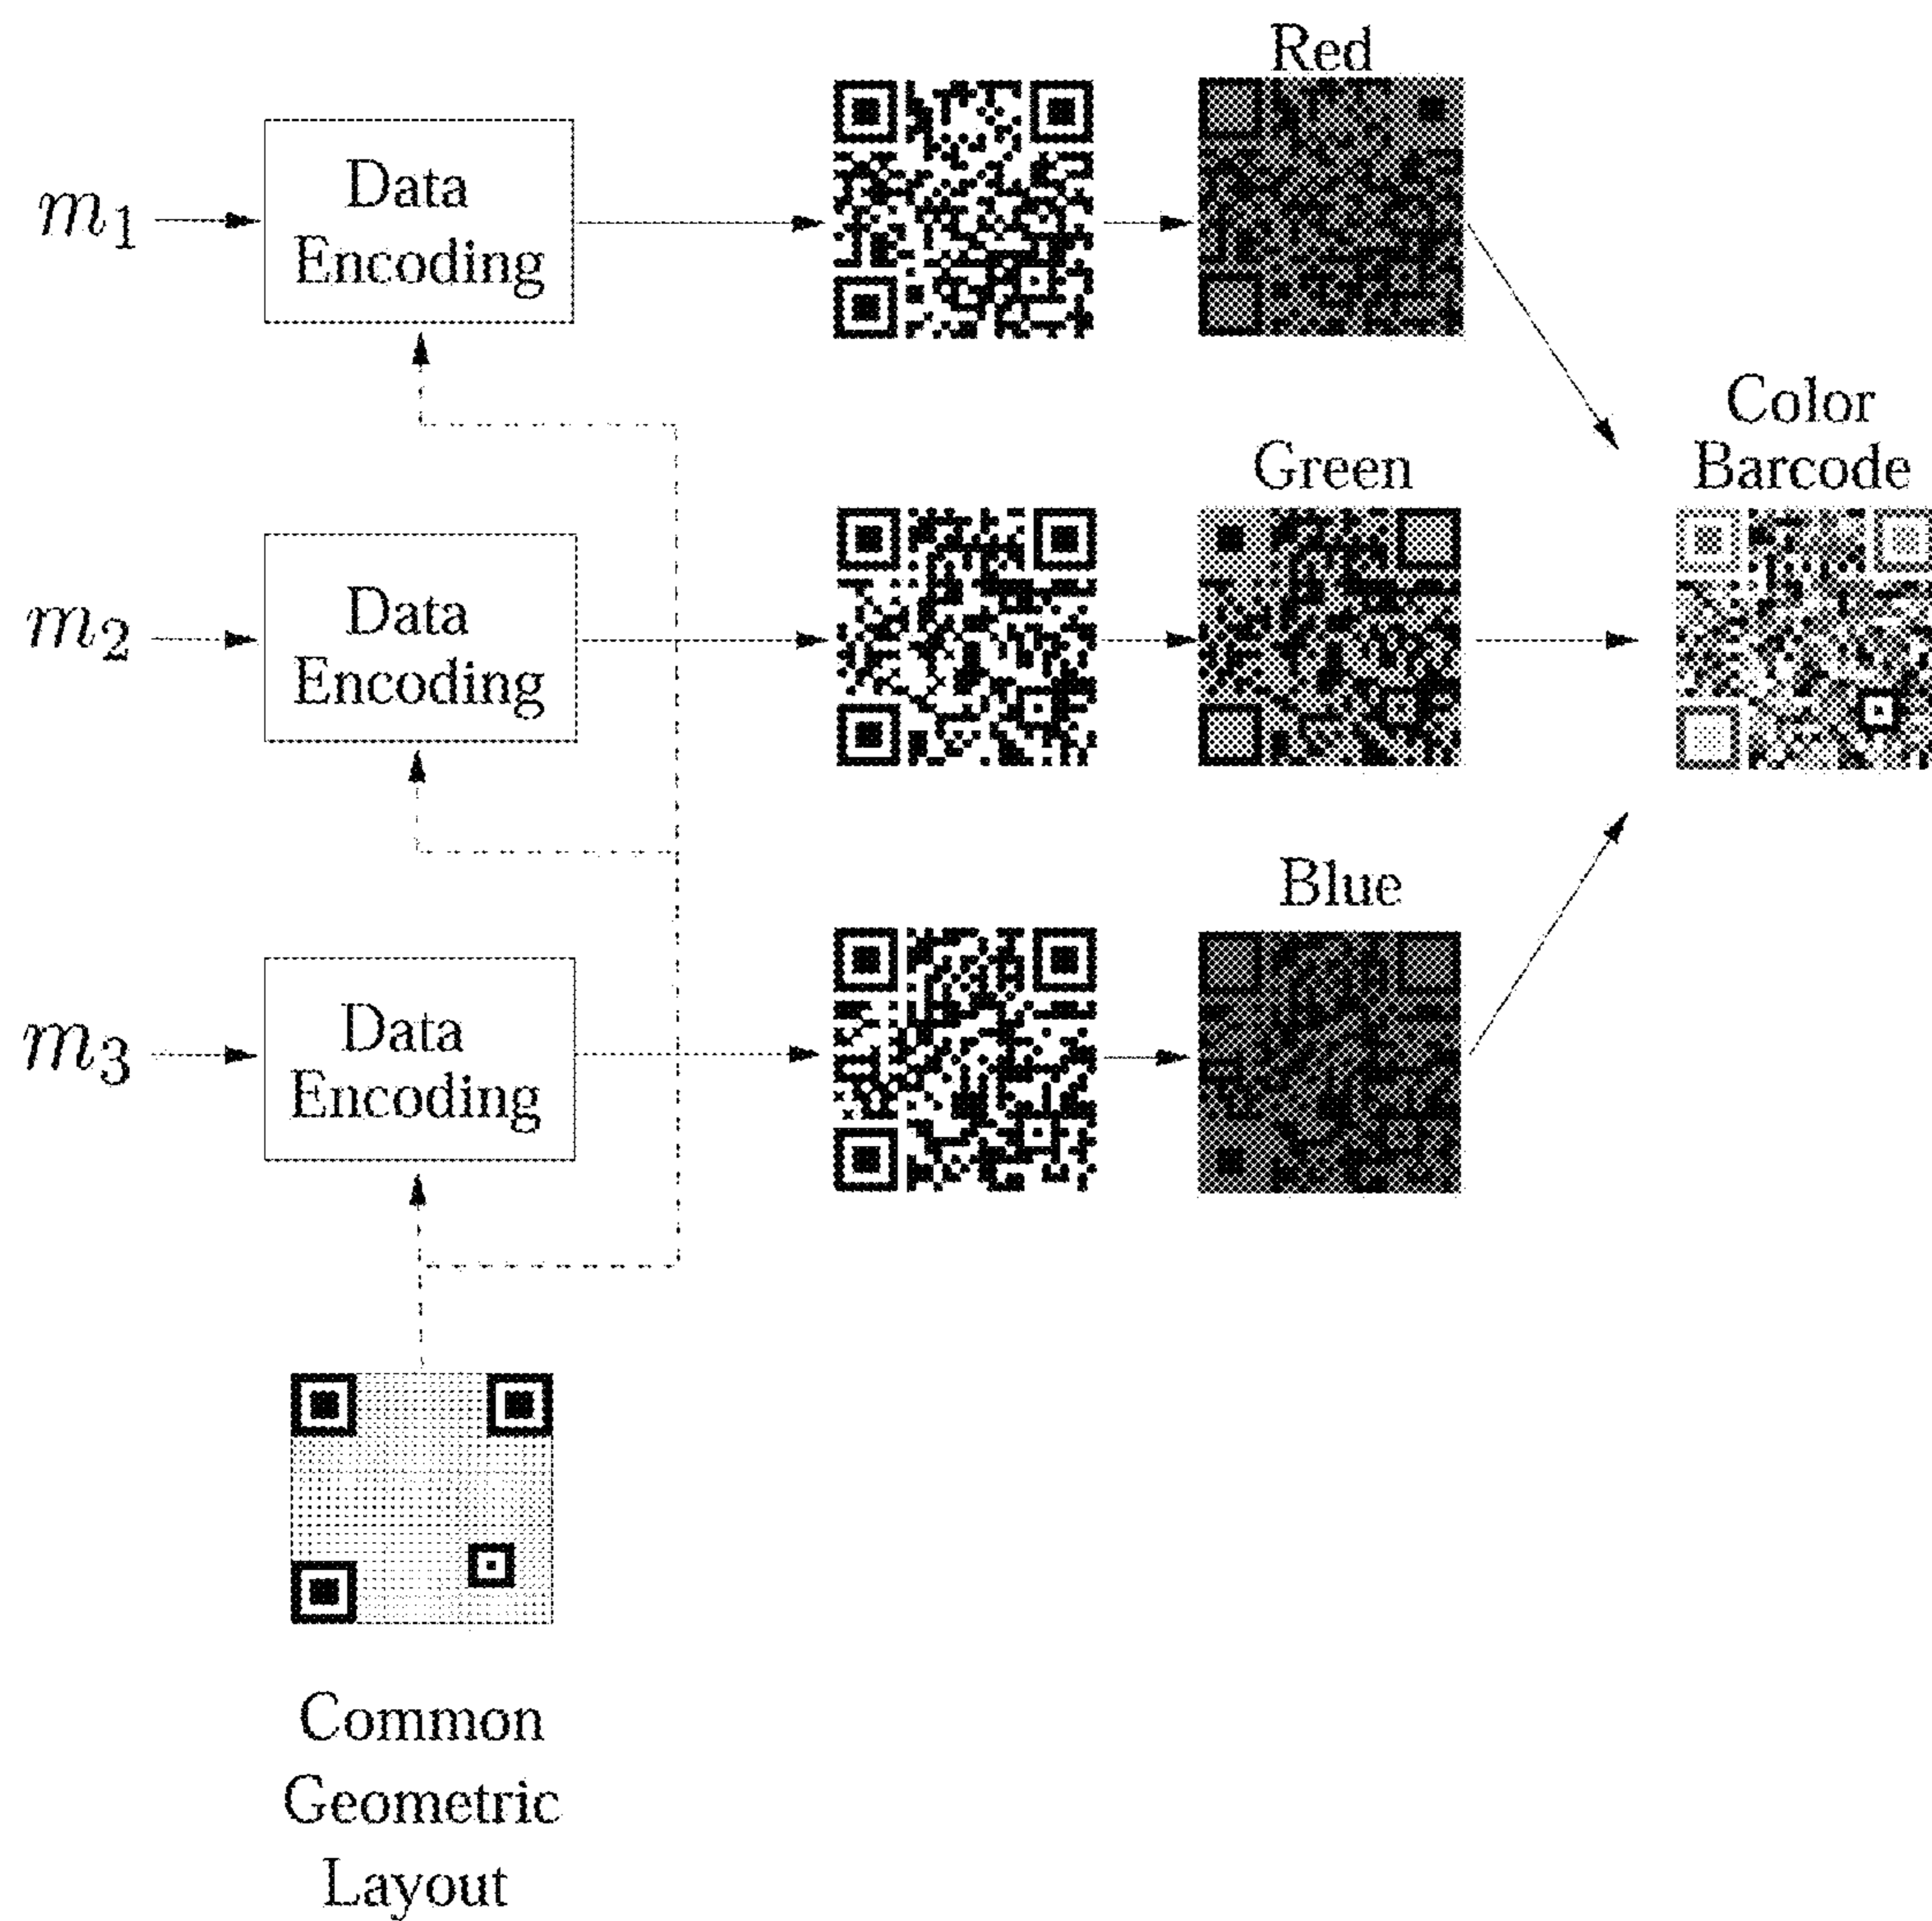 Red
m₁
Data
Encoding
Color
Barcode
Green
m₂
Data
Encoding
Blue
m₃
Data
Encoding
Common
Geometric
Layout